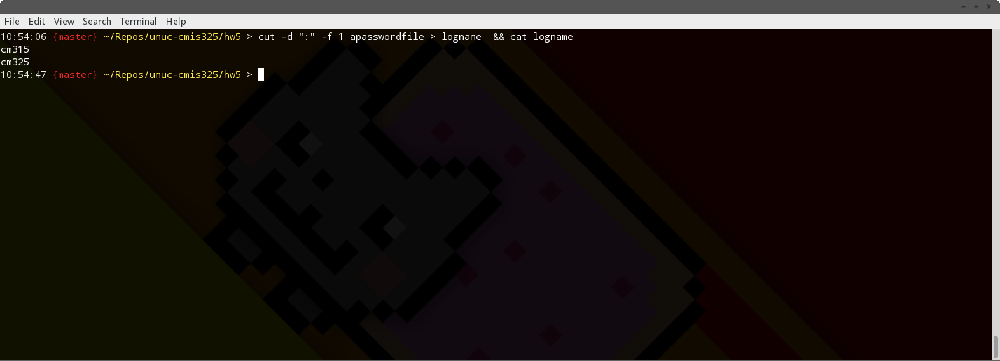 − + ×
File Edit View Search Terminal Help
10:54:06 {master} ~/Repos/umuc-cmis325/hw5 > cut -d ":" -f 1 apasswordfile > logname  && cat logname
cm315
cm325
10:54:47 {master} ~/Repos/umuc-cmis325/hw5 >